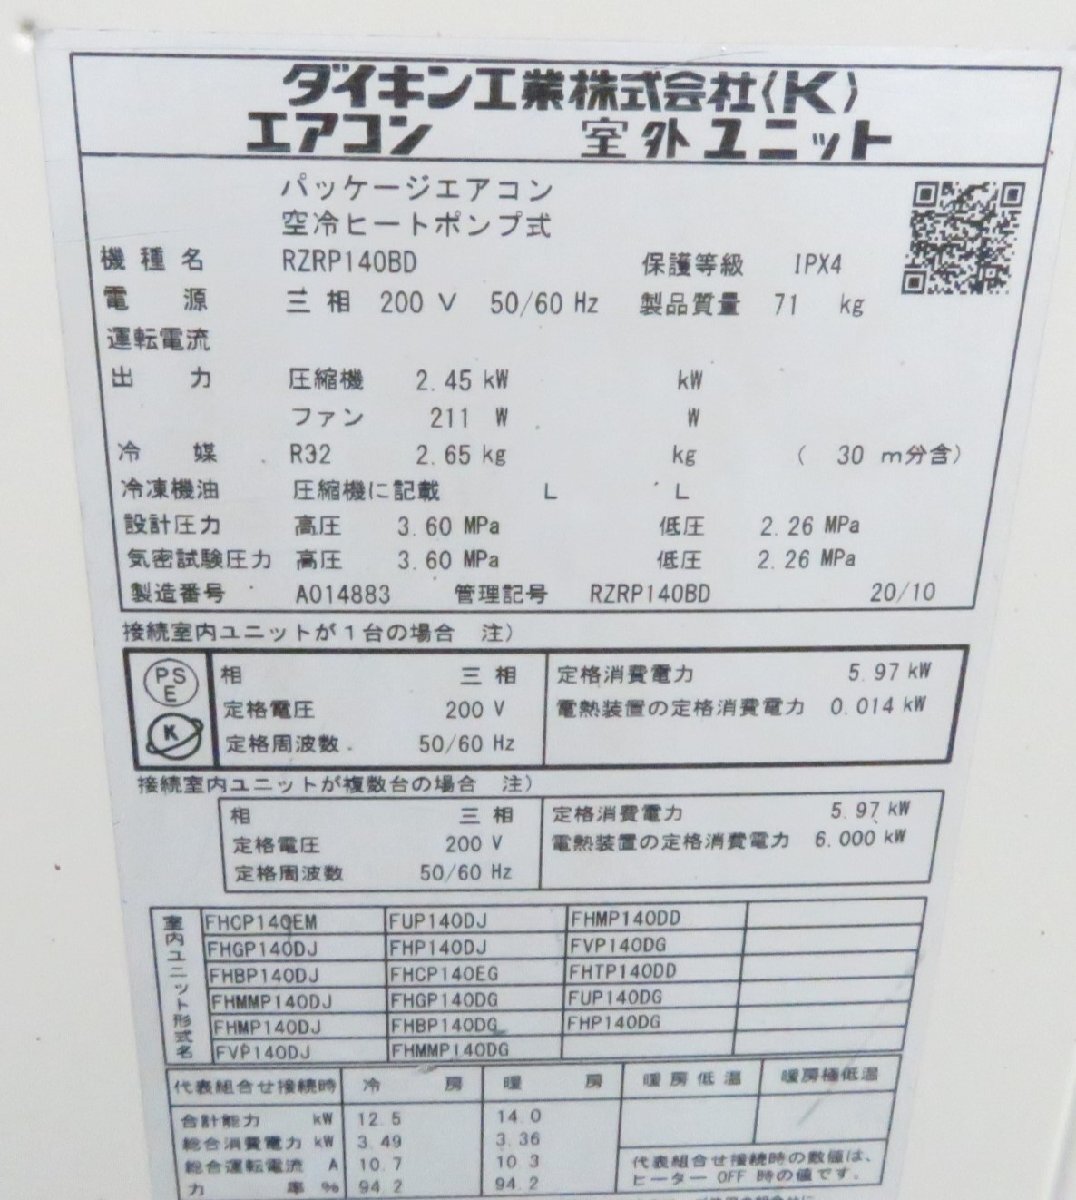 ダイキン工業株式会社〈K〉
エアコン 室外ユニット
パッケージエアコン
空冷ヒートポンプ式
機種名 RZRP140BD 保護等級 IPX4
電源 三相 200 V 50/60 Hz 製品質量 71 kg
運転電流
出力 圧縮機 2.45 kW kW
ファン 211 W W
冷媒 R32 2.65 kg kg ( 30 m分含)
冷凍機油 圧縮機に記載 L L
設計圧力 高圧 3.60 MPa 低圧 2.26 MPa
気密試験圧力 高圧 3.60 MPa 低圧 2.26 MPa
製造番号 A014883 管理記号 RZRP140BD 20/10
接続室内ユニットが1台の場合 注)
PS
E
K
相 三相 定格消費電力 5.97 kW
定格電圧 200 V 電熱装置の定格消費電力 0.014 kW
定格周波数 50/60 Hz
接続室内ユニットが複数台の場合 注)
相 三相 定格消費電力 5.97 kW
定格電圧 200 V 電熱装置の定格消費電力 6.000 kW
定格周波数 50/60 Hz
室内ユニット形式名
FHCP140EM FUP140DJ FHMP140DD
FHGP140DJ FHP140DJ FVP140DG
FHBP140DJ FHCP140EG FHTP140DD
FHMMP140DJ FHGP140DG FUP140DG
FHMP140DJ FHBP140DG FHP140DG
FVP140DJ FHMMP140DG
代表組合せ接続時 冷房 暖房 暖房低温 暖房極低温
合計能力 kW 12.5 14.0
総合消費電力 kW 3.49 3.36
総合運転電流 A 10.7 10.3
力率 % 94.2 94.2
代表組合せ接続時の数値は、
ヒーター OFF 時の値です。